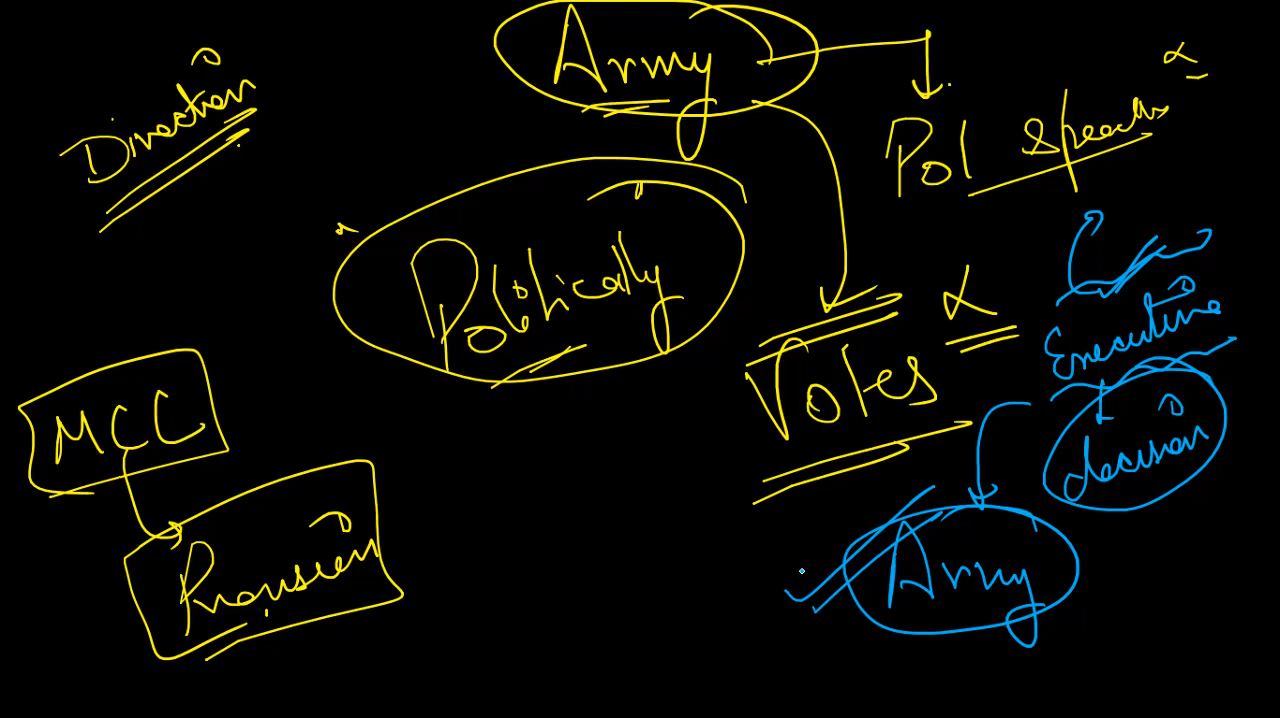 Army
Direction
Pol Speech
Politically
Executive
Votes
MCC
decision
Provision
Army